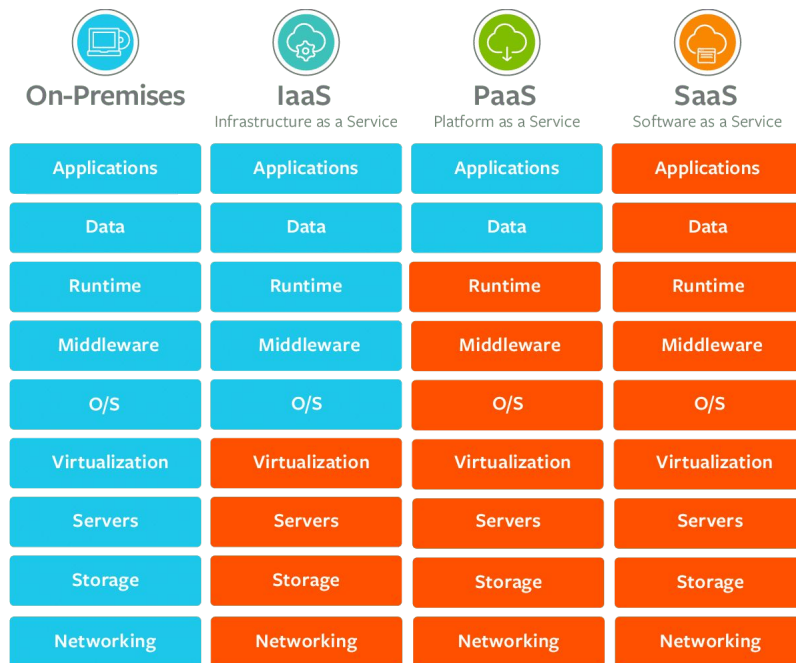 On-Premises IaaS PaaS SaaS
Infrastructure as a Service Platform as a Service Software as a Service
Applications Applications Applications Applications
Data Data Data Data
Runtime Runtime Runtime Runtime
Middleware Middleware Middleware Middleware
O/S O/S O/S O/S
Virtualization Virtualization Virtualization Virtualization
Servers Servers Servers Servers
Storage Storage Storage Storage
Networking Networking Networking Networking